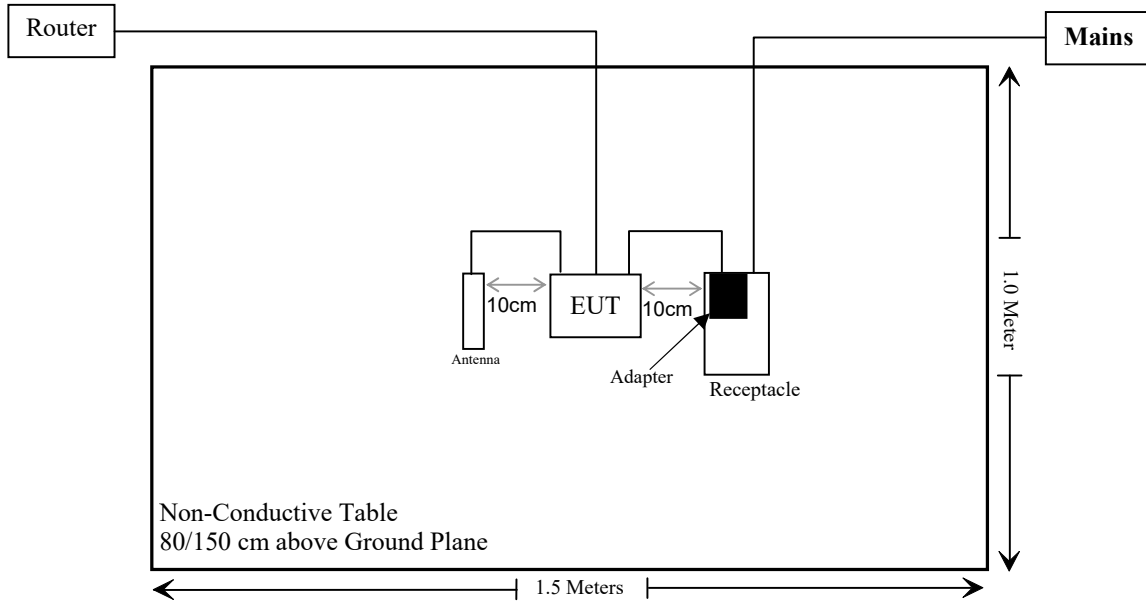 Router
Mains
10cm
EUT
10cm
Antenna
Adapter
Receptacle
1.0 Meter
Non-Conductive Table
80/150 cm above Ground Plane
1.5 Meters